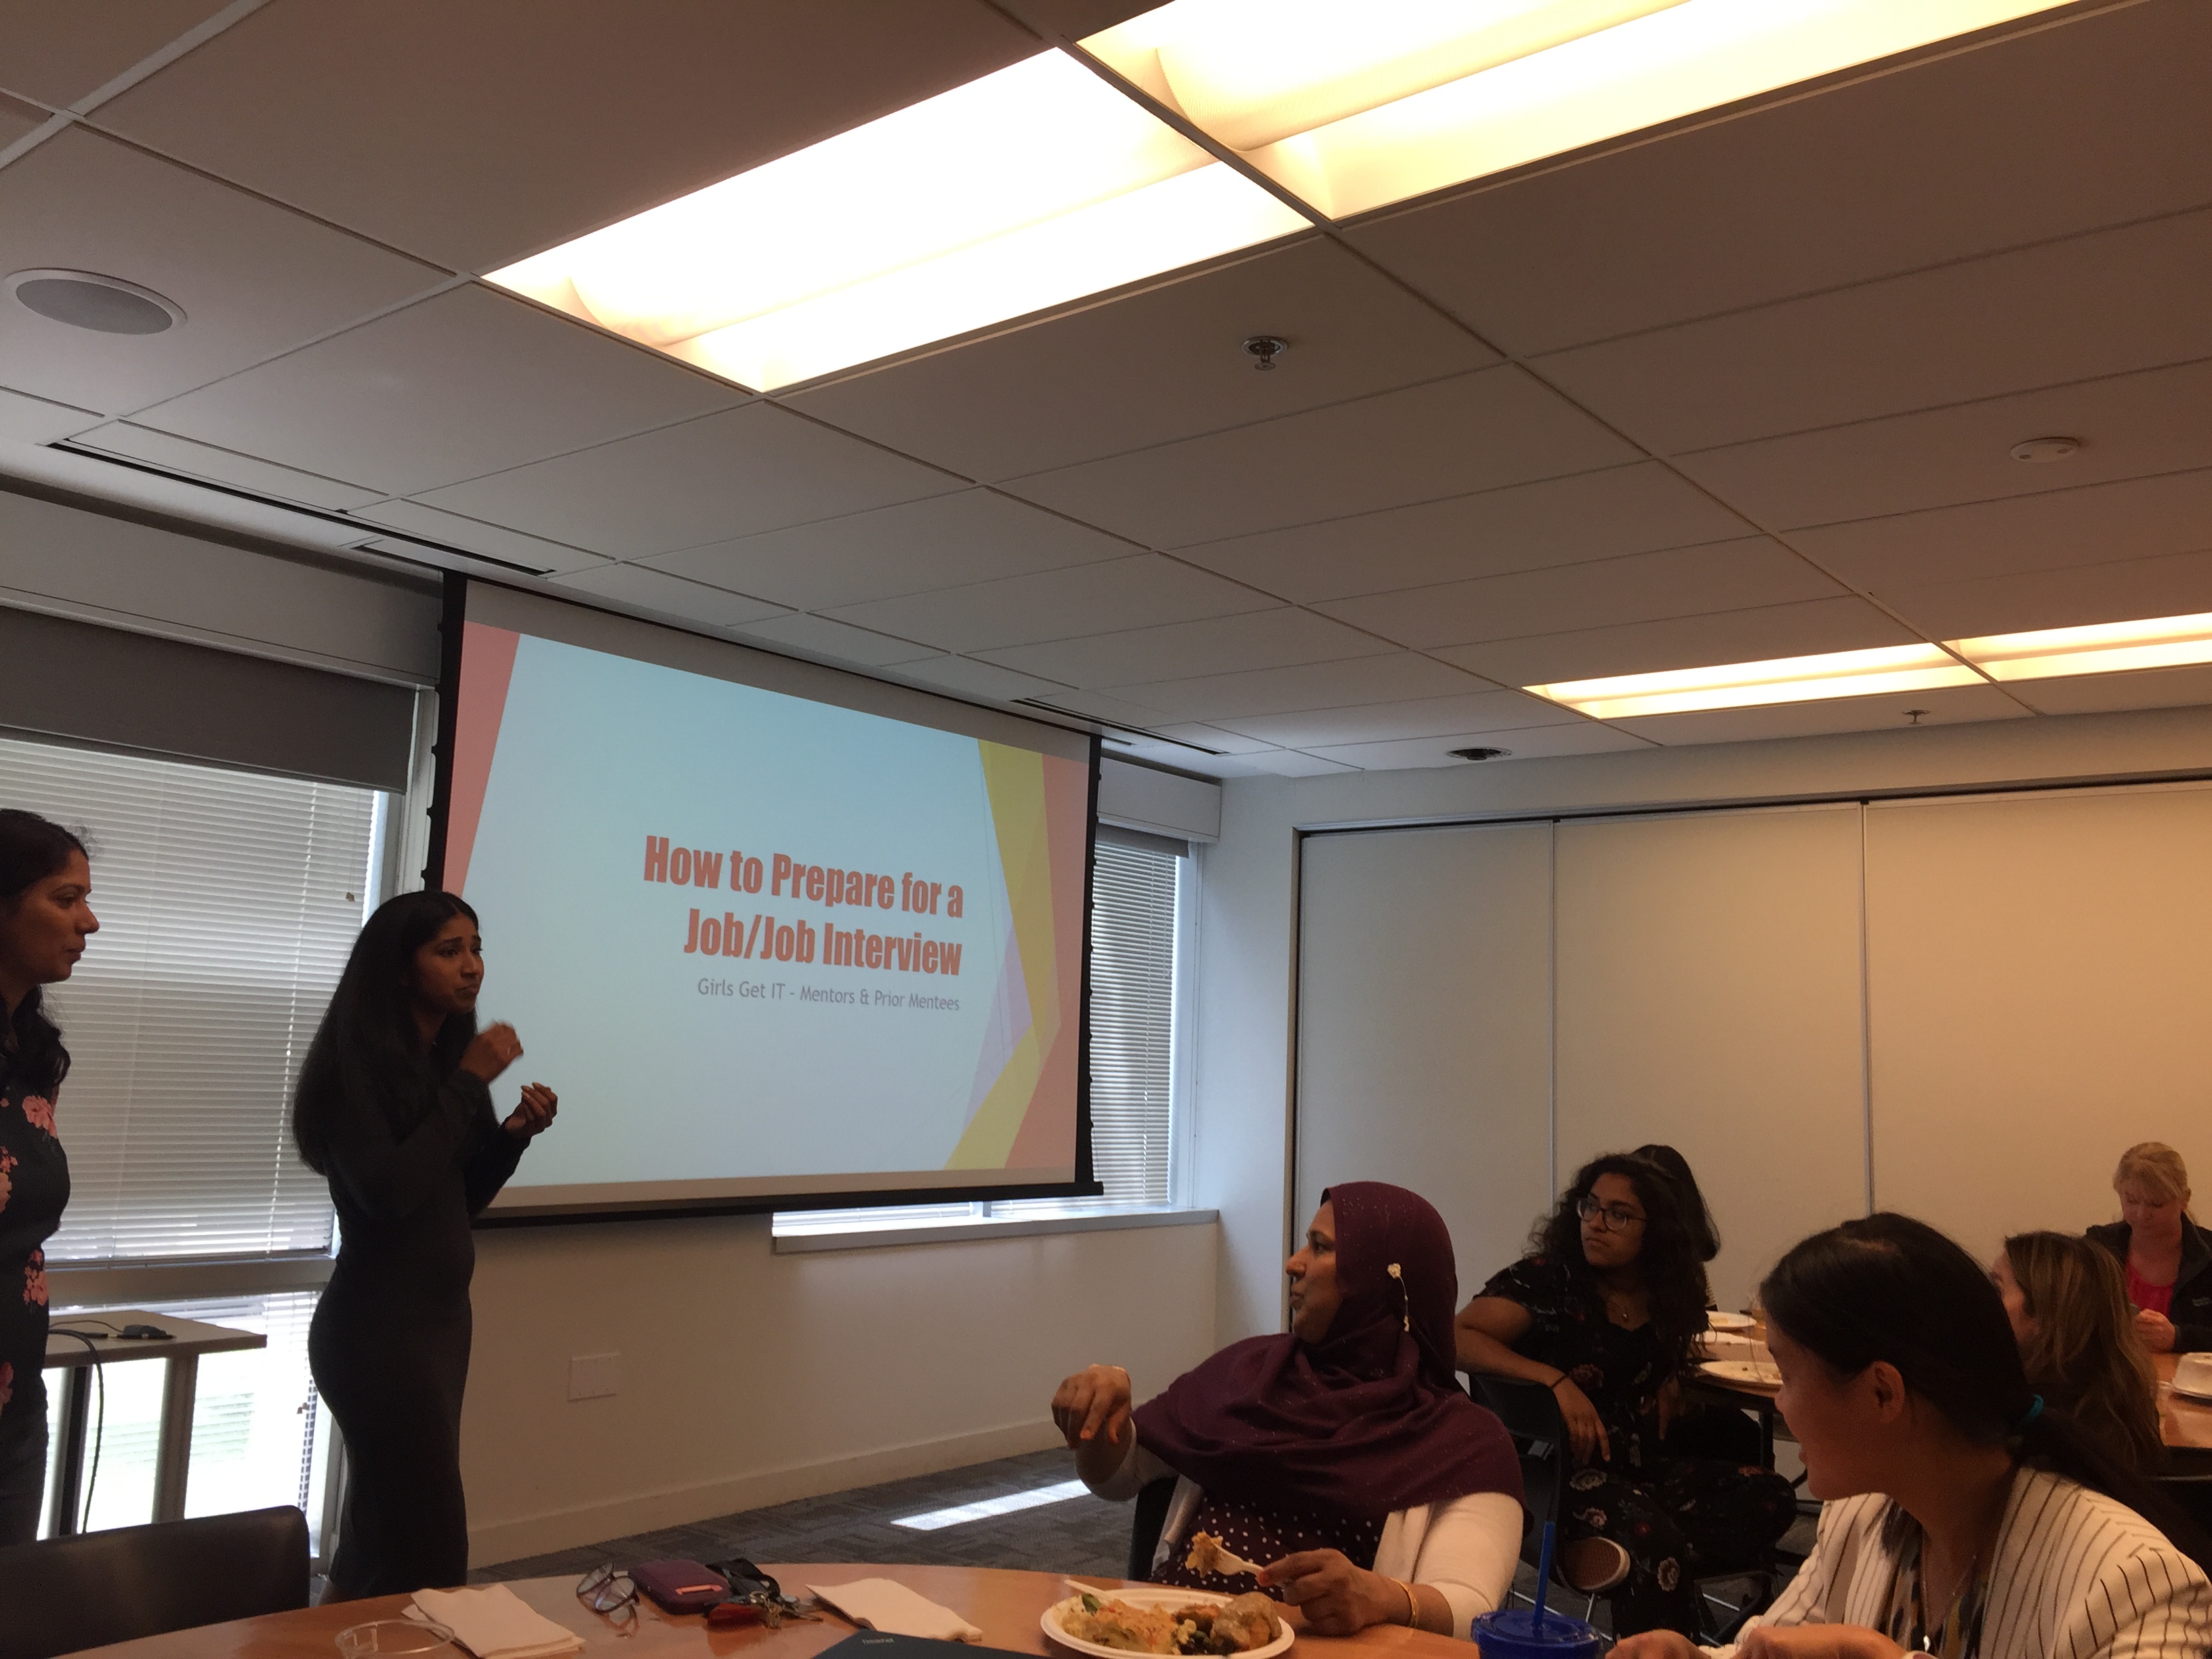 How to Prepare for a
Job/Job Interview
Girls Get IT - Mentors & Prior Mentees